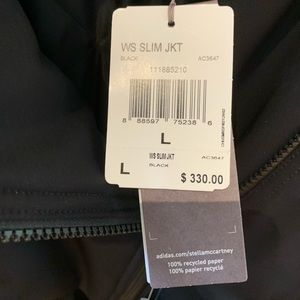 WS SLIM JKT
BLACK AC3647
111885210
8 88597 75238 6
L
L WS SLIM JKT AC3647
BLACK
$ 330.00
adidas.com/stellamccartney
100% recycled paper
100% papier recyclé